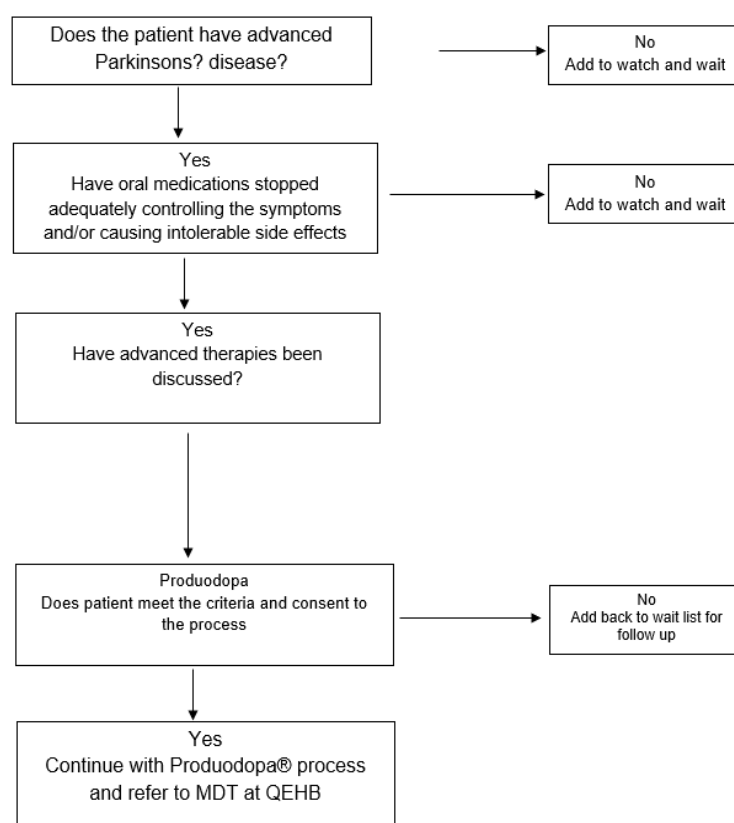 Does the patient have advanced
Parkinsons? disease?
No
Add to watch and wait
Yes
Have oral medications stopped
adequately controlling the symptoms
and/or causing intolerable side effects
No
Add to watch and wait
Yes
Have advanced therapies been
discussed?
Produodopa
Does patient meet the criteria and consent to
the process
No
Add back to wait list for
follow up
Yes
Continue with Produodopa® process
and refer to MDT at QEHB